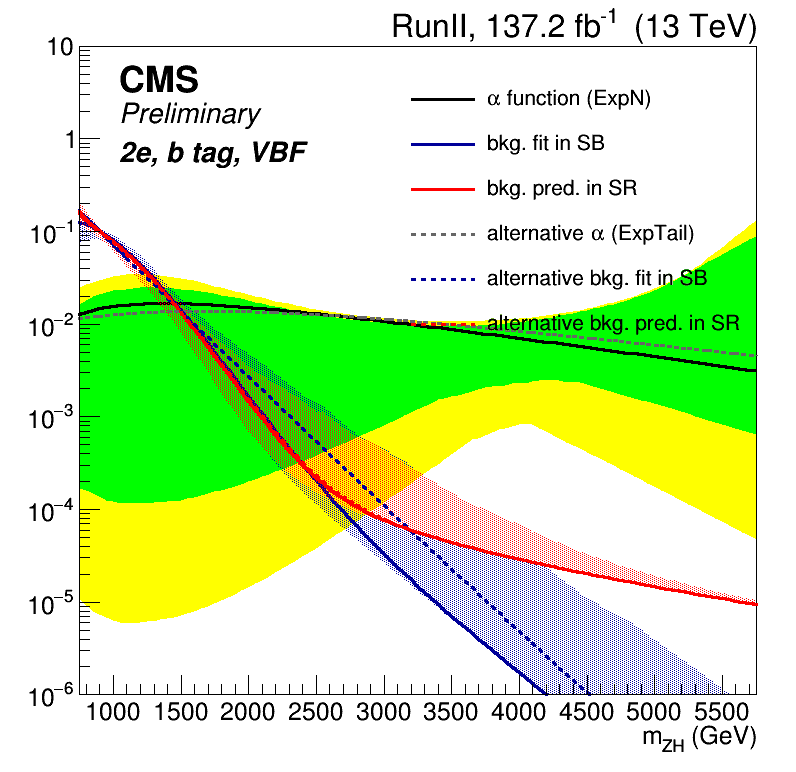 RunII, 137.2 fb⁻¹ (13 TeV)
CMS
Preliminary
2e, b tag, VBF
α function (ExpN)
bkg. fit in SB
bkg. pred. in SR
alternative α (ExpTail)
alternative bkg. fit in SB
alternative bkg. pred. in SR
10
1
10⁻¹
10⁻²
10⁻³
10⁻⁴
10⁻⁵
10⁻⁶
1000 1500 2000 2500 3000 3500 4000 4500 5000 5500
m_ZH (GeV)